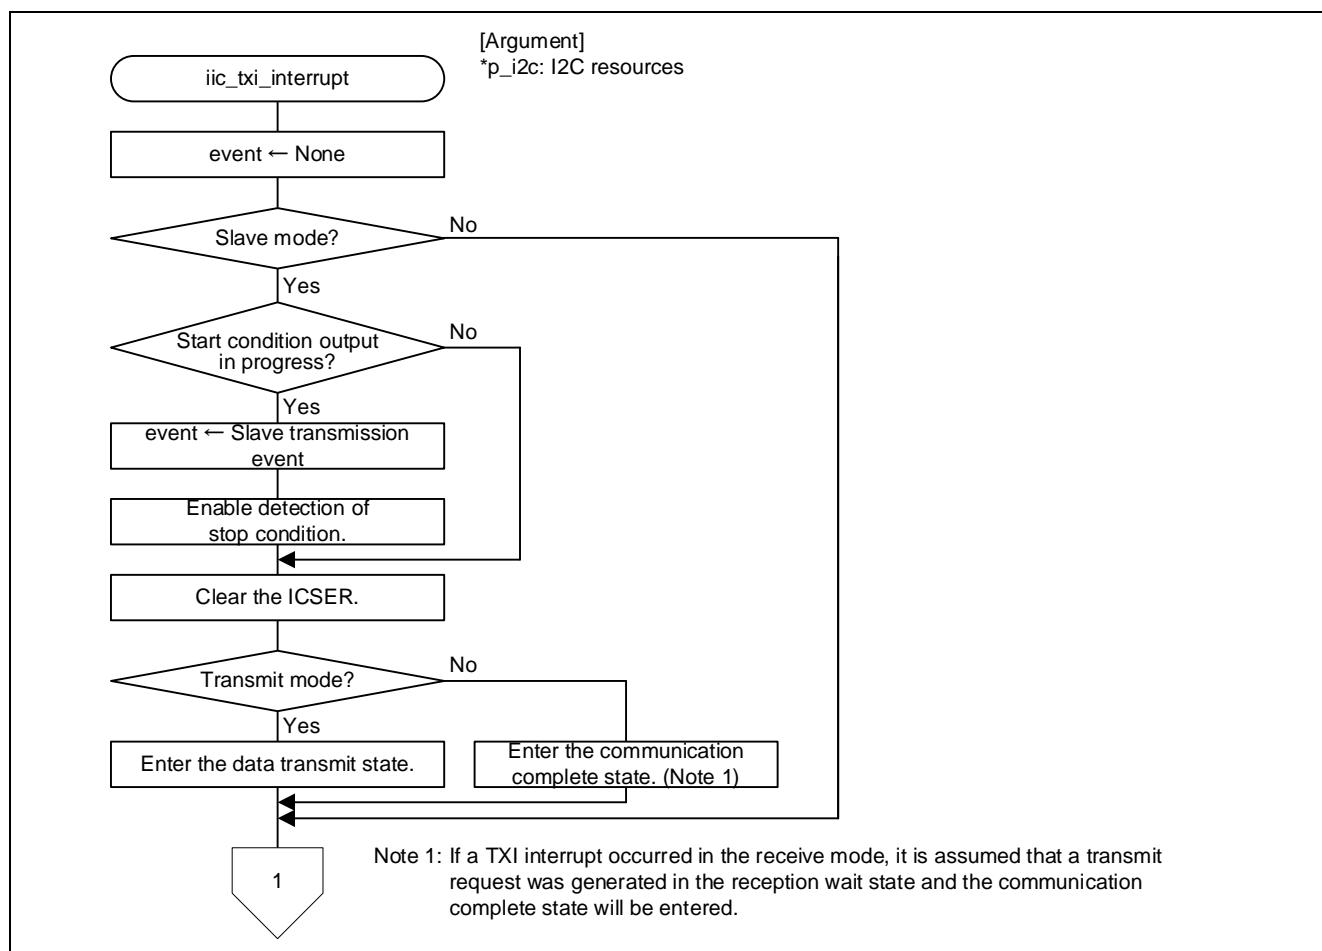 [Argument]
*p_i2c: I2C resources
iic_txi_interrupt
event ← None
Slave mode?
No
Yes
Start condition output
in progress?
No
Yes
event ← Slave transmission
event
Enable detection of
stop condition.
Clear the ICSER.
Transmit mode?
No
Yes
Enter the data transmit state.
Enter the communication
complete state. (Note 1)
1
Note 1: If a TXI interrupt occurred in the receive mode, it is assumed that a transmit
request was generated in the reception wait state and the communication
complete state will be entered.